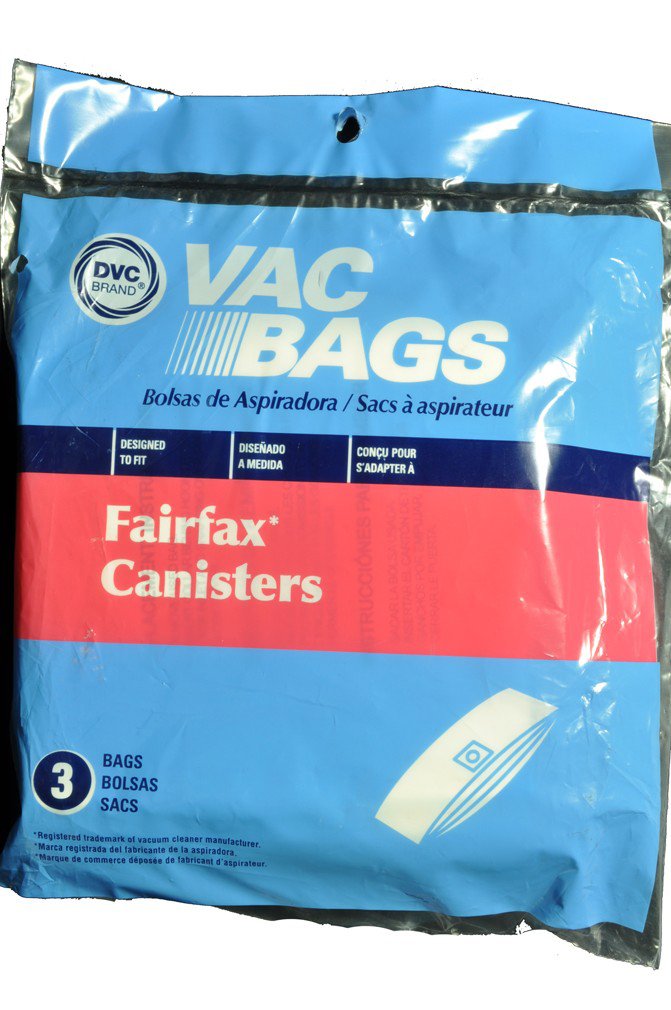 DVC
BRAND®
VAC
BAGS
Bolsas de Aspiradora / Sacs à aspirateur
DESIGNED
TO FIT
DISEÑADO
A MEDIDA
CONÇU POUR
S'ADAPTER À
Fairfax*
Canisters
3
BAGS
BOLSAS
SACS
*Registered trademark of vacuum cleaner manufacturer.
*Marca registrada del fabricante de la aspiradora.
*Marque de commerce déposée de fabricant d'aspirateur.